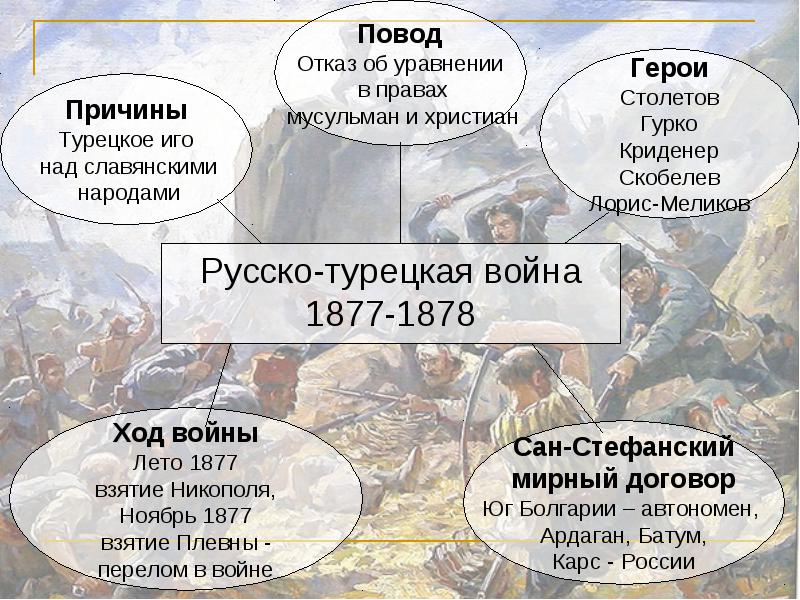 Повод
Отказ об уравнении
в правах
мусульман и христиан
Причины
Турецкое иго
над славянскими
народами
Герои
Столетов
Гурко
Криденер
Скобелев
Лорис-Меликов
Русско-турецкая война
1877-1878
Ход войны
Лето 1877
взятие Никополя,
Ноябрь 1877
взятие Плевны -
перелом в войне
Сан-Стефанский
мирный договор
Юг Болгарии – автономен,
Ардаган, Батум,
Карс - России